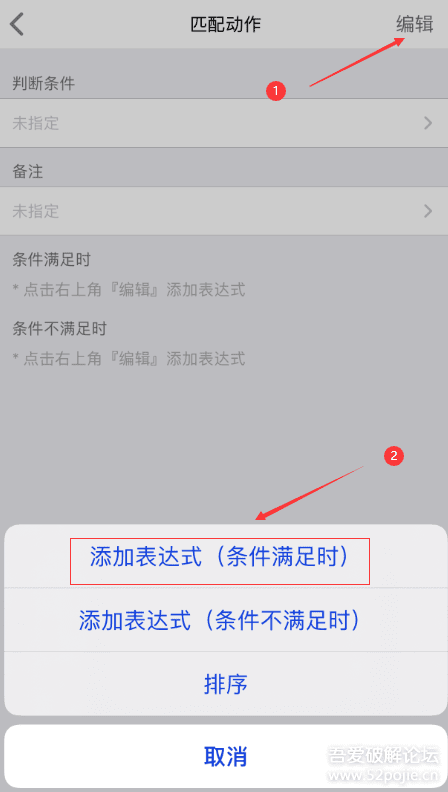 匹配动作
编辑
1
判断条件
未指定
备注
未指定
条件满足时
* 点击右上角『编辑』添加表达式
条件不满足时
* 点击右上角『编辑』添加表达式
2
添加表达式（条件满足时）
添加表达式（条件不满足时）
排序
取消
吾爱破解论坛
www.52pojie.cn